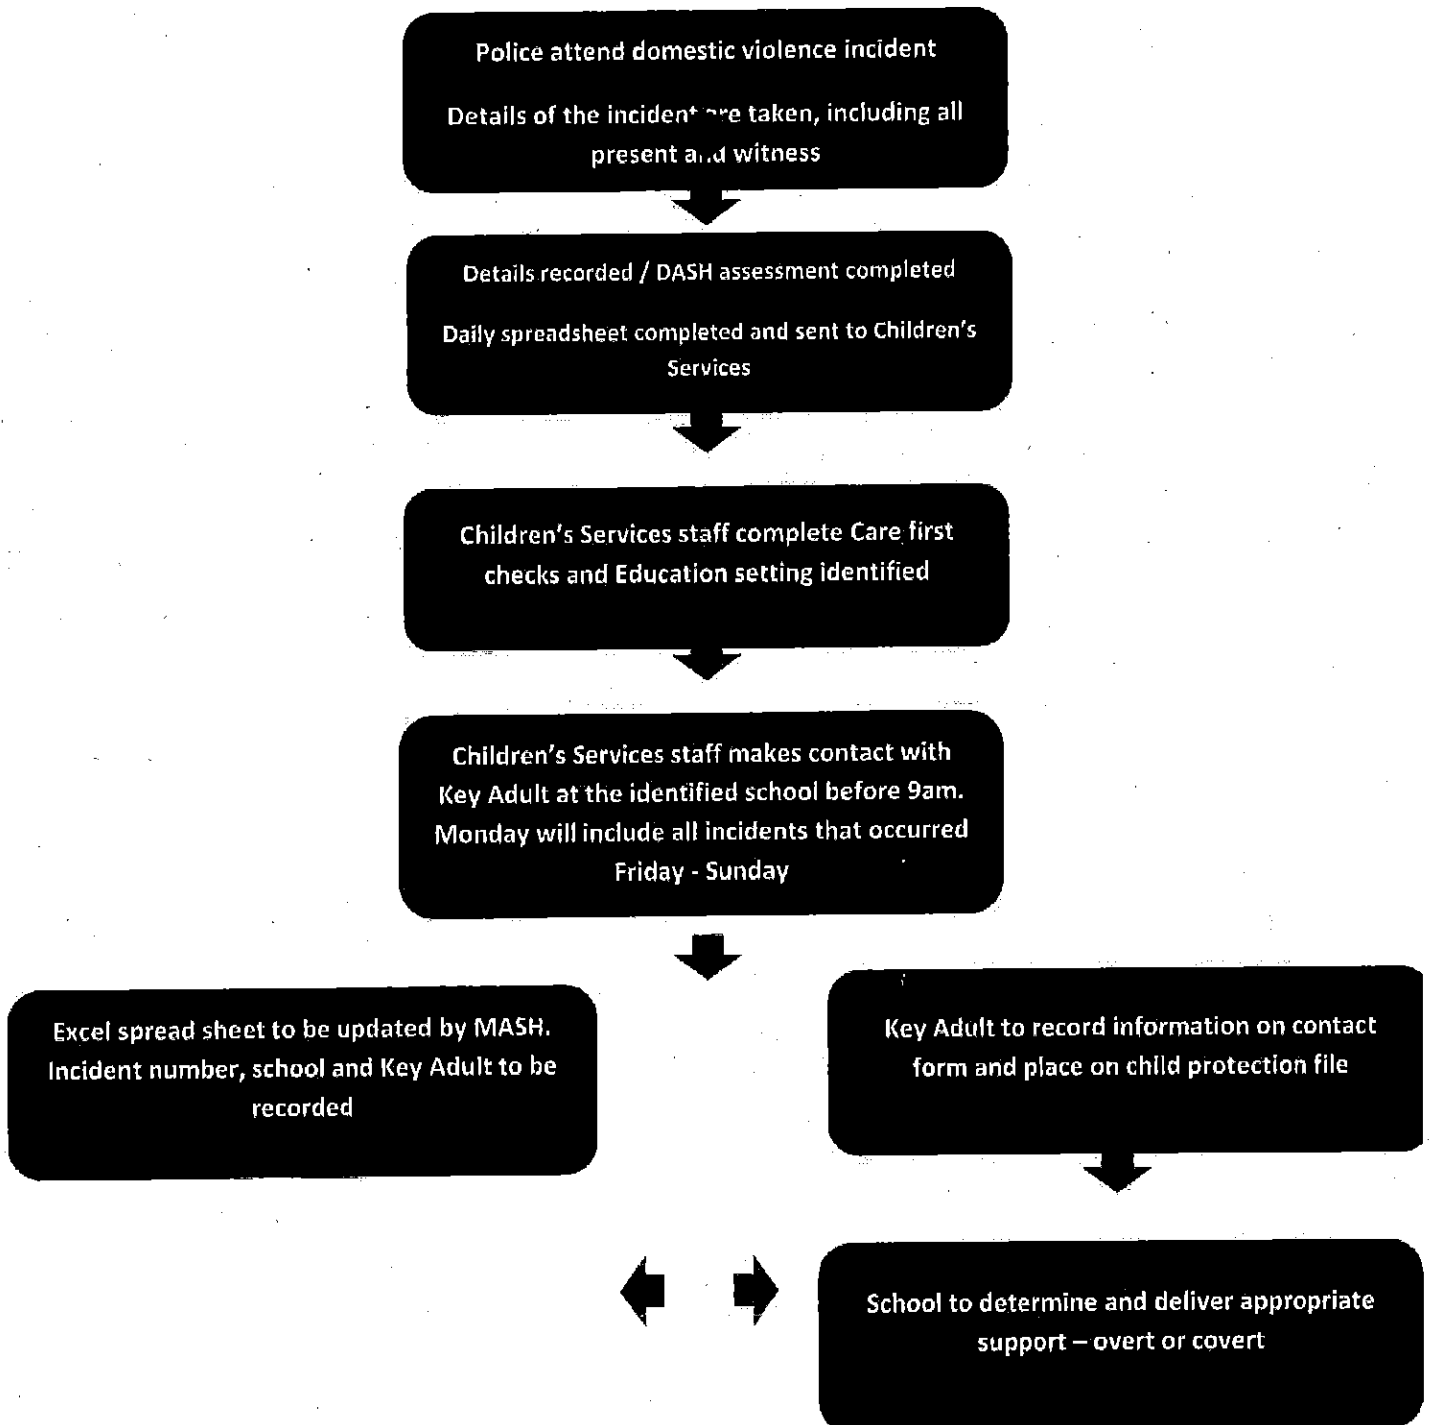 Police attend domestic violence incident
Details of the incident are taken, including all
present and witness
Details recorded / DASH assessment completed
Daily spreadsheet completed and sent to Children's
Services
Children's Services staff complete Care first
checks and Education setting identified
Children's Services staff makes contact with
Key Adult at the identified school before 9am.
Monday will include all incidents that occurred
Friday - Sunday
Excel spread sheet to be updated by MASH.
Incident number, school and Key Adult to be
recorded
Key Adult to record information on contact
form and place on child protection file
School to determine and deliver appropriate
support – overt or covert